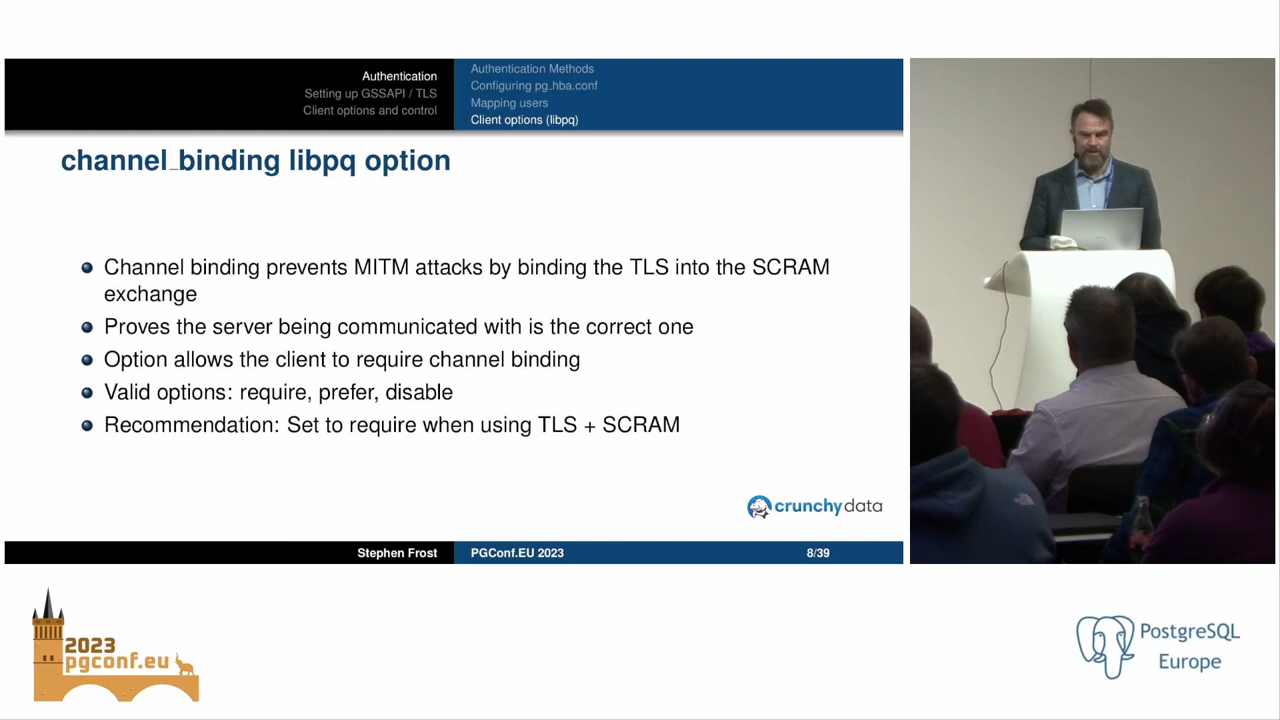 Authentication
Setting up GSSAPI / TLS
Client options and control
Authentication Methods
Configuring pg_hba.conf
Mapping users
Client options (libpq)
channel_binding libpq option
Channel binding prevents MITM attacks by binding the TLS into the SCRAM
exchange
Proves the server being communicated with is the correct one
Option allows the client to require channel binding
Valid options: require, prefer, disable
Recommendation: Set to require when using TLS + SCRAM
crunchydata
Stephen Frost
PGConf.EU 2023
8/39
2023
pgconf.eu
PostgreSQL
Europe